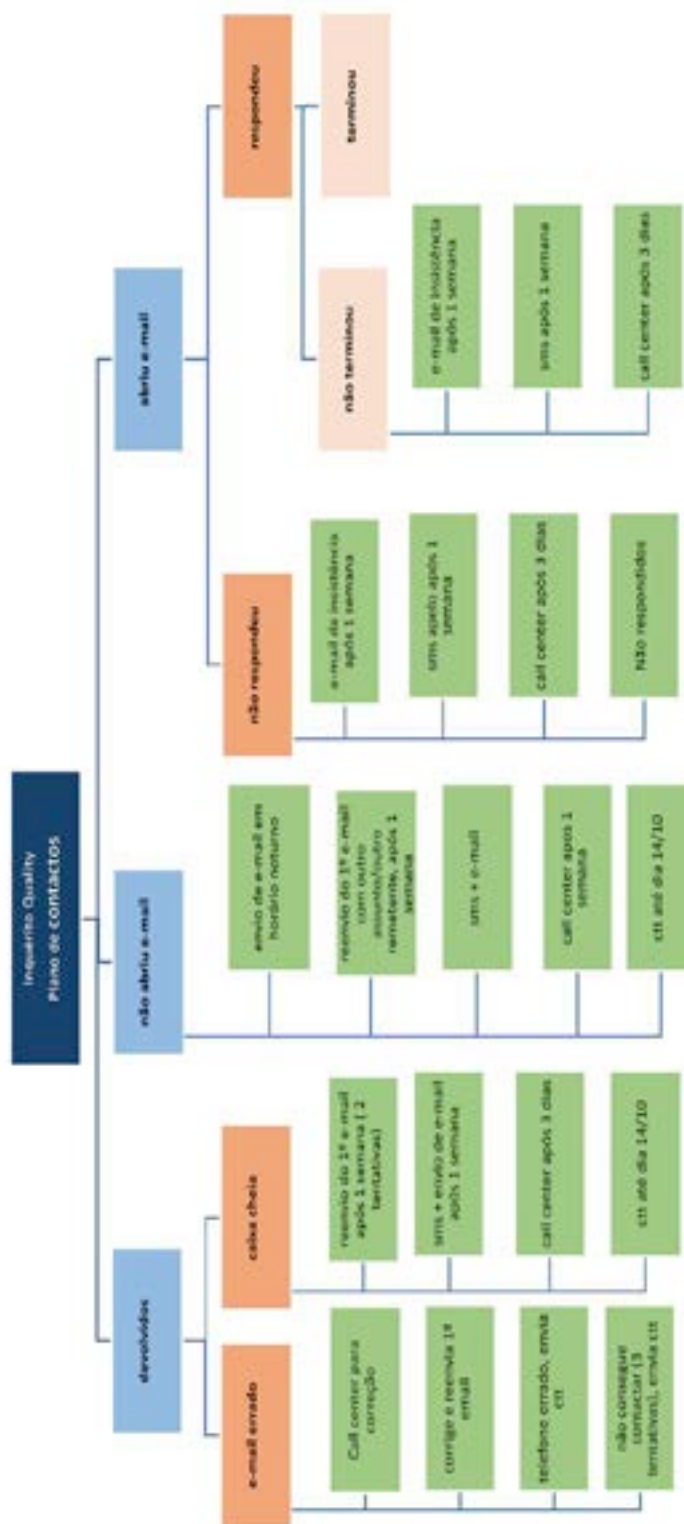 Inquérito Quality
Plano de contactos
devolvidos
e-mail errado
Call center para
correção
corrige e reenvia 1º
email
telefone errado, envia
ctt
não consegue
contactar (3
tentativas), envia ctt
caixa cheia
reenvio do 1º e-mail
após 1 semana ( 2
tentativas)
sms + envio de e-mail
após 1 semana
call center após 3 dias
ctt até dia 14/10
não abriu e-mail
envio de e-mail em
horário noturno
reenvio do 1º e-mail
com outro
assunto/outro
remetente, após 1
semana
sms + e-mail
call center após 1
semana
ctt até dia 14/10
abriu e-mail
não respondeu
e-mail de insistência
após 1 semana
sms após 1
semana
call center após 3 dias
Não respondidos
respondeu
não terminou
e-mail de insistência
após 1 semana
sms após 1 semana
call center após 3 dias
terminou